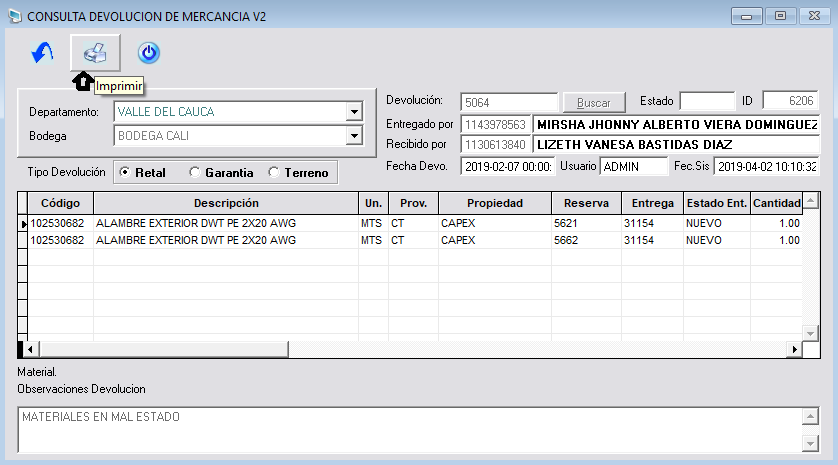 CONSULTA DEVOLUCION DE MERCANCIA V2
Imprimir
Departamento: VALLE DEL CAUCA
Bodega BODEGA CALI
Tipo Devolución Retal Garantia Terreno
Devolución: 5064 Buscar Estado ID 6206
Entregado por 1143978563 MIRSHA JHONNY ALBERTO VIERA DOMINGUEZ
Recibido por 1130613840 LIZETH VANESA BASTIDAS DIAZ
Fecha Devo. 2019-02-07 00:00: Usuario ADMIN Fec.Sis 2019-04-02 10:10:32
Código Descripción Un. Prov. Propiedad Reserva Entrega Estado Ent. Cantidad
102530682 ALAMBRE EXTERIOR DWT PE 2X20 AWG MTS CT CAPEX 5621 31154 NUEVO 1.00
102530682 ALAMBRE EXTERIOR DWT PE 2X20 AWG MTS CT CAPEX 5662 31154 NUEVO 1.00
Material.
Observaciones Devolucion
MATERIALES EN MAL ESTADO